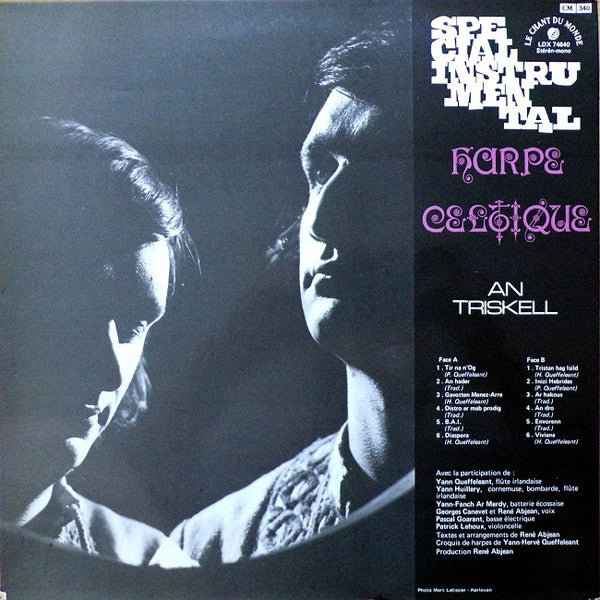 CM 340
SPE
CIAL
INSTRU
MEN
TAL
LE CHANT DU MONDE
LDX 74640
Stéréo-mono
HARPE
CELTIQUE
AN
TRISKELL
Face A
1 . Tir na n'Og
(P. Queffeleant)
2 . An hader
(Trad.)
3 . Gavotten Menez-Arre
(H. Queffeleant)
4 . Distro ar mab prodig
(Trad.)
5 . B.A.I.
(Trad.)
6 . Diaspora
(H. Queffeleant)
Face B
1 . Tristan hag Isild
(H. Queffeleant)
2 . Inizi Hebrides
(P. Queffeleant)
3 . Ar hakous
(Trad.)
4 . An dro
(Trad.)
5 . Envorenn
(Trad.)
6 . Viviana
(H. Queffeleant)
Avec la participation de :
Yann Queffeleant, flûte irlandaise
Yann Huillery, cornemuse, bombarde, flûte
irlandaise
Yann-Fanch Ar Merdy, batterie écossaise
Georges Canevet et René Abjean, voix
Pascal Goarant, basse électrique
Patrick Lehoux, violoncelle
Textes et arrangements de René Abjean
Croquis de harpes de Yann-Hervé Queffeleant
Production René Abjean
Photo Marc Letissier - Karlovan